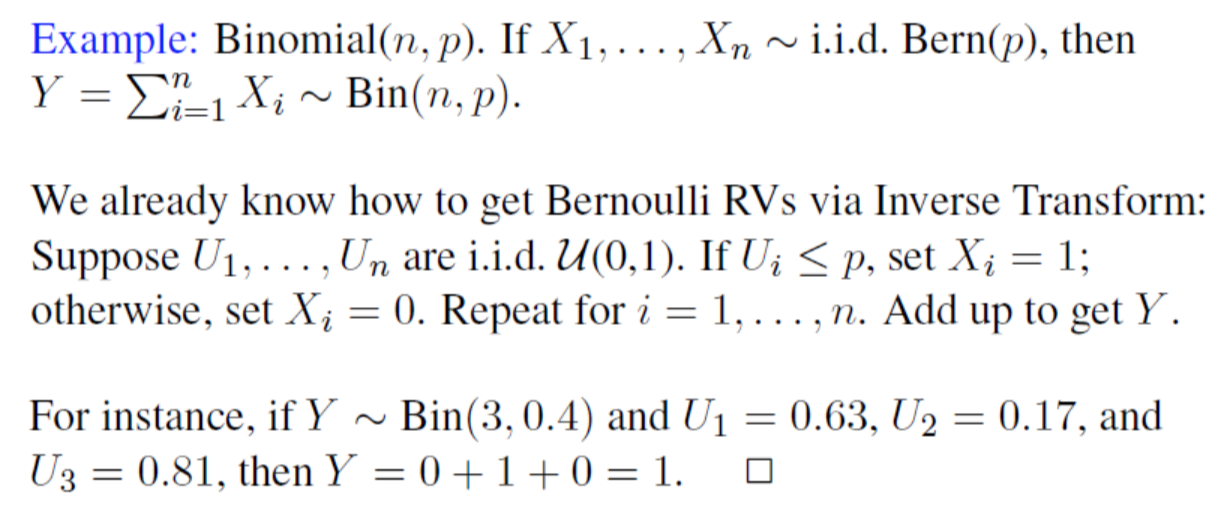 Example: Binomial(n, p). If X₁, . . . , Xₙ ∼ i.i.d. Bern(p), then
Y = ∑ⁿᵢ₌₁ Xᵢ ∼ Bin(n, p).
We already know how to get Bernoulli RVs via Inverse Transform:
Suppose U₁, . . . , Uₙ are i.i.d. 𝒰(0,1). If Uᵢ ≤ p, set Xᵢ = 1;
otherwise, set Xᵢ = 0. Repeat for i = 1, . . . , n. Add up to get Y.
For instance, if Y ∼ Bin(3, 0.4) and U₁ = 0.63, U₂ = 0.17, and
U₃ = 0.81, then Y = 0 + 1 + 0 = 1. □